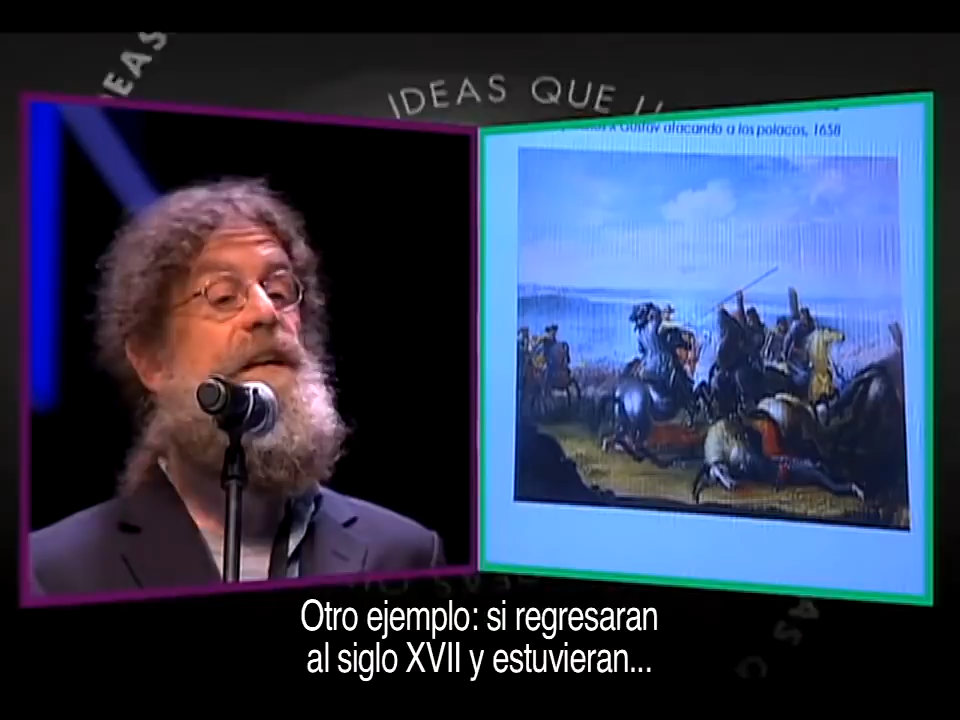 IDEAS QUE
Gustav atacando a los polacos, 1658
Otro ejemplo: si regresaran
al siglo XVII y estuvieran...